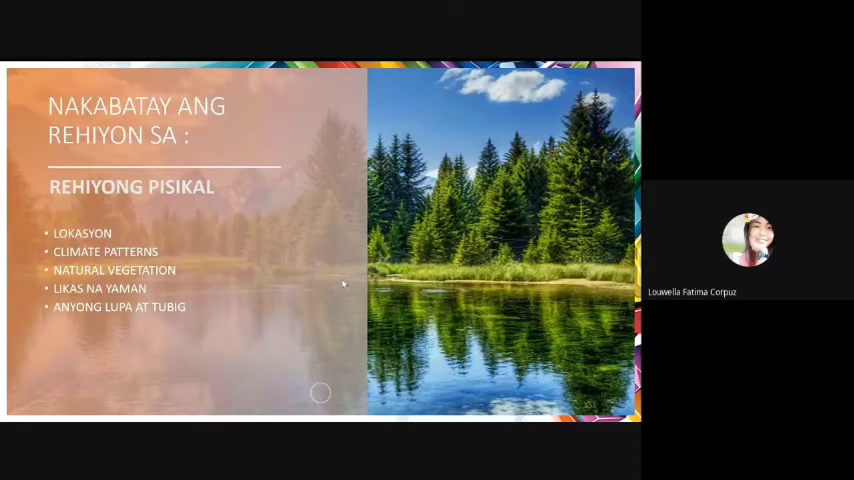 NAKABATAY ANG
REHIYON SA :
REHIYONG PISIKAL
• LOKASYON
• CLIMATE PATTERNS
• NATURAL VEGETATION
• LIKAS NA YAMAN
• ANYONG LUPA AT TUBIG
Louwella Fatima Corpuz